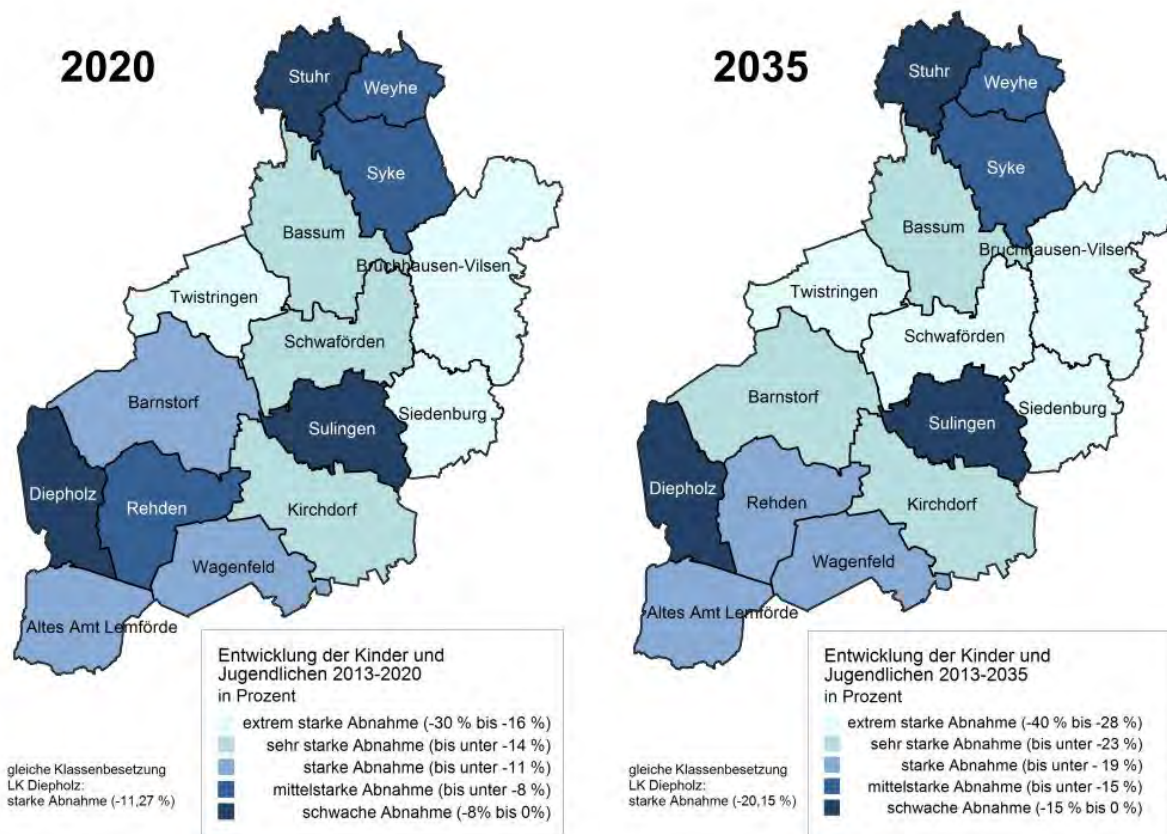 2020
Stuhr
Weyhe
Syke
Bassum
Bruchhausen-Vilsen
Twistringen
Schwaförden
Barnstorf
Siedenburg
Sulingen
Diepholz
Rehden
Kirchdorf
Wagenfeld
Altes Amt Lemförde
Entwicklung der Kinder und
Jugendlichen 2013-2020
in Prozent
extrem starke Abnahme (-30 % bis -16 %)
sehr starke Abnahme (bis unter -14 %)
starke Abnahme (bis unter -11 %)
mittelstarke Abnahme (bis unter -8 %)
schwache Abnahme (-8% bis 0%)
gleiche Klassenbesetzung
LK Diepholz:
starke Abnahme (-11,27 %)
2035
Stuhr
Weyhe
Syke
Bassum
Bruchhausen-Vilsen
Twistringen
Schwaförden
Barnstorf
Siedenburg
Sulingen
Diepholz
Rehden
Kirchdorf
Wagenfeld
Altes Amt Lemförde
Entwicklung der Kinder und
Jugendlichen 2013-2035
in Prozent
extrem starke Abnahme (-40 % bis -28 %)
sehr starke Abnahme (bis unter -23 %)
starke Abnahme (bis unter - 19 %)
mittelstarke Abnahme (bis unter -15 %)
schwache Abnahme (-15 % bis 0 %)
gleiche Klassenbesetzung
LK Diepholz:
starke Abnahme (-20,15 %)